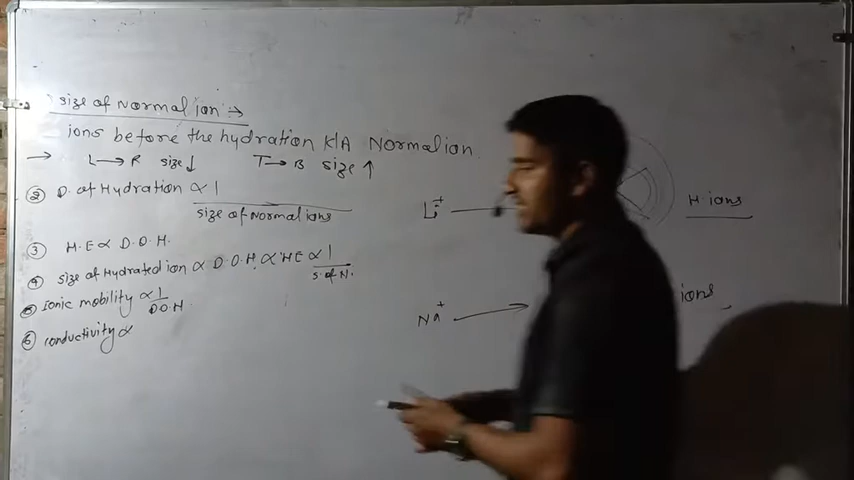 size of Normal ion :→
ions before the hydration K/A Normal ion
→ L→R size↓ T→B size↑
② D. of Hydration ∝ 1
size of Normal ions
③ H.E ∝ D.O.H.
④ size of Hydrated ion ∝ D.O.H. ∝ HE ∝ 1
S. of N.
⑤ Ionic mobility ∝ 1
D.O.H.
⑥ conductivity ∝
Li+
H. ions
Na+
ions